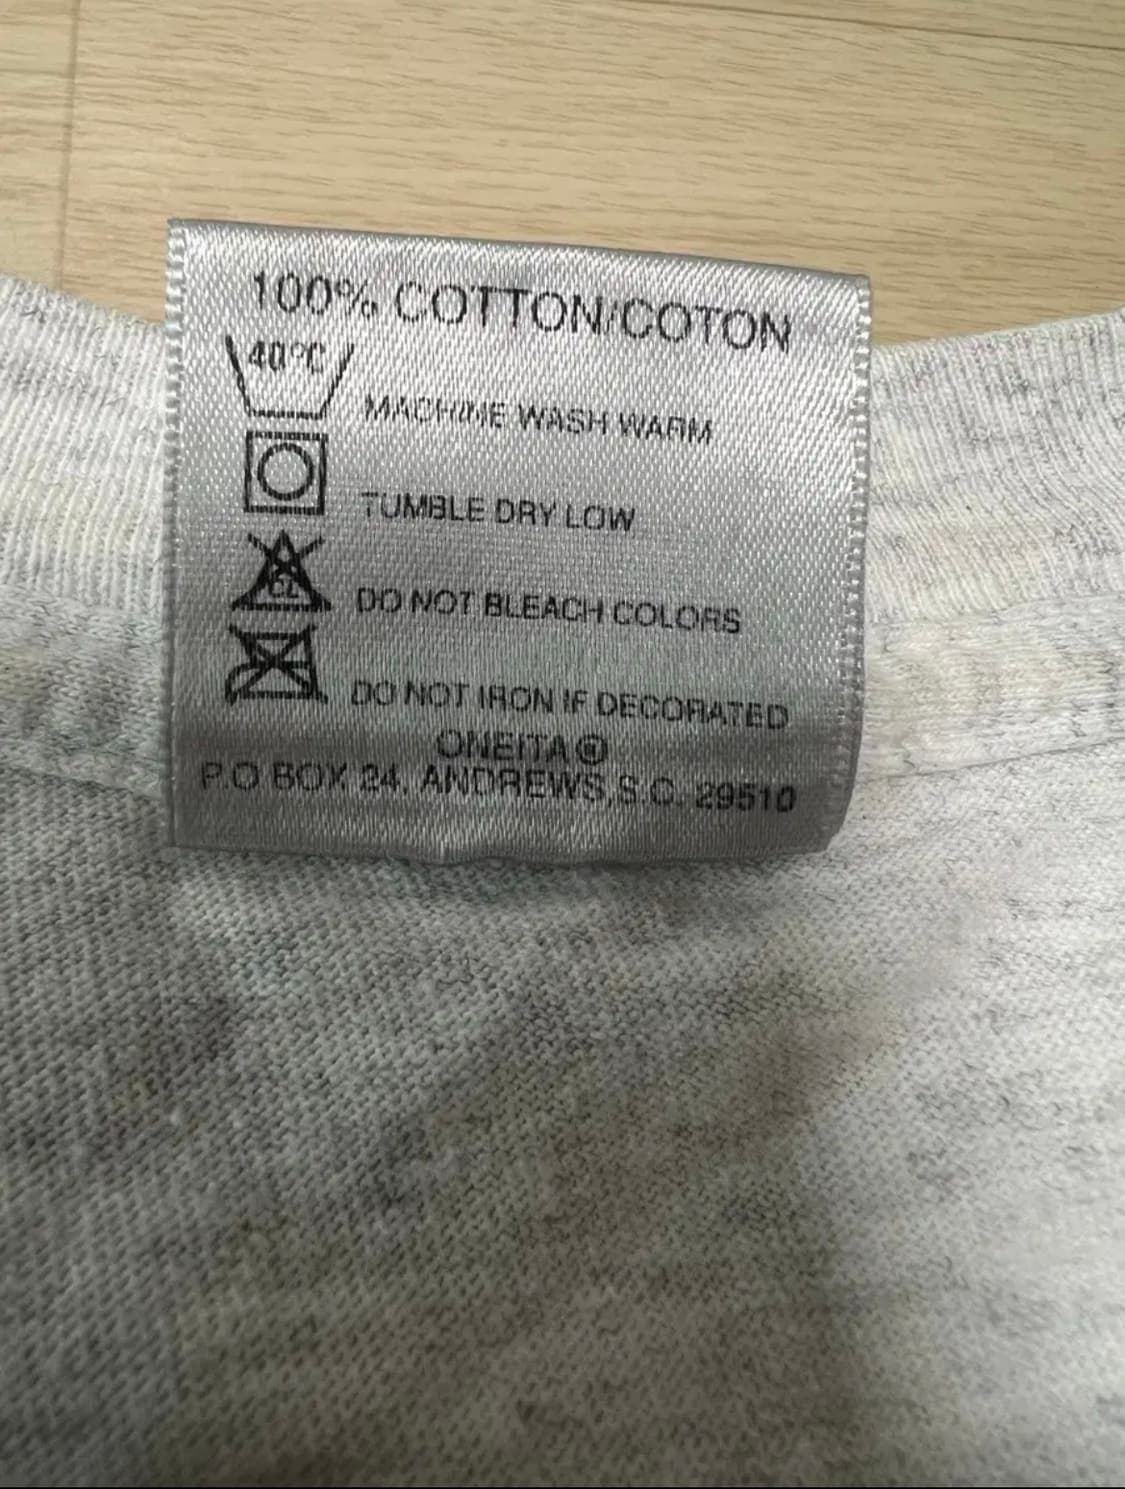 100% COTTON/COTON
40°C
MACHINE WASH WARM
TUMBLE DRY LOW
CL
DO NOT BLEACH COLORS
DO NOT IRON IF DECORATED
ONEITA®
P.O BOX 24, ANDREWS,S.C. 29510